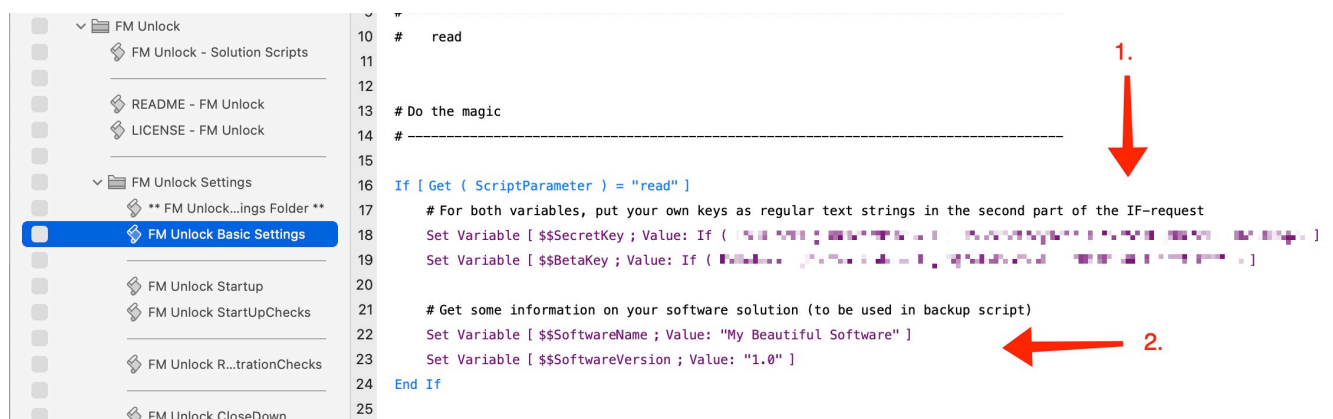 FM Unlock
FM Unlock - Solution Scripts
README - FM Unlock
LICENSE - FM Unlock
FM Unlock Settings
** FM Unlock...ings Folder **
FM Unlock Basic Settings
FM Unlock Startup
FM Unlock StartUpChecks
FM Unlock R...trationChecks
FM Unlock CloseDown
9 #
10 # read
11
12
13 # Do the magic
14 # ------------------------------------------------------------------------------------
15
16 If [ Get ( ScriptParameter ) = "read" ]
17 # For both variables, put your own keys as regular text strings in the second part of the IF-request
18 Set Variable [ $$SecretKey ; Value: If ( ]
19 Set Variable [ $$BetaKey ; Value: If ( ]
20
21 # Get some information on your software solution (to be used in backup script)
22 Set Variable [ $$SoftwareName ; Value: "My Beautiful Software" ]
23 Set Variable [ $$SoftwareVersion ; Value: "1.0" ]
24 End If
25
1.
2.